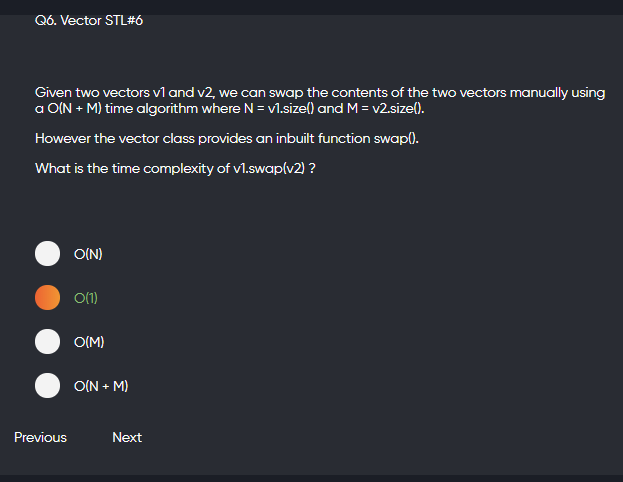 Q6. Vector STL#6
Given two vectors v1 and v2, we can swap the contents of the two vectors manually using
a O(N + M) time algorithm where N = v1.size() and M = v2.size().
However the vector class provides an inbuilt function swap().
What is the time complexity of v1.swap(v2) ?
O(N)
O(1)
O(M)
O(N + M)
Previous Next